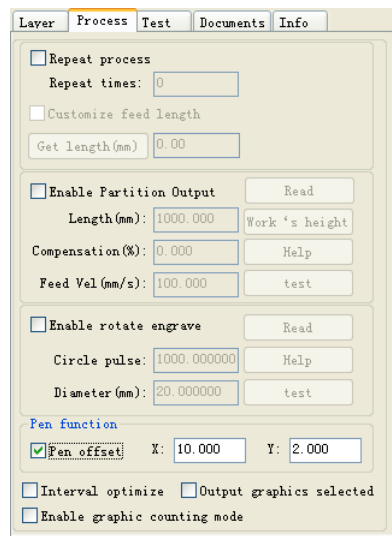 Layer Process Test Documents Info
Repeat process
Repeat times: 0
Customize feed length
Get length(mm) 0.00
Enable Partition Output Read
Length(mm): 1000.000 Work 's height
Compensation(%): 0.000 Help
Feed Vel(mm/s): 100.000 test
Enable rotate engrave Read
Circle pulse: 1000.000000 Help
Diameter(mm): 20.000000 test
Pen function
Pen offset X: 10.000 Y: 2.000
Interval optimize Output graphics selected
Enable graphic counting mode